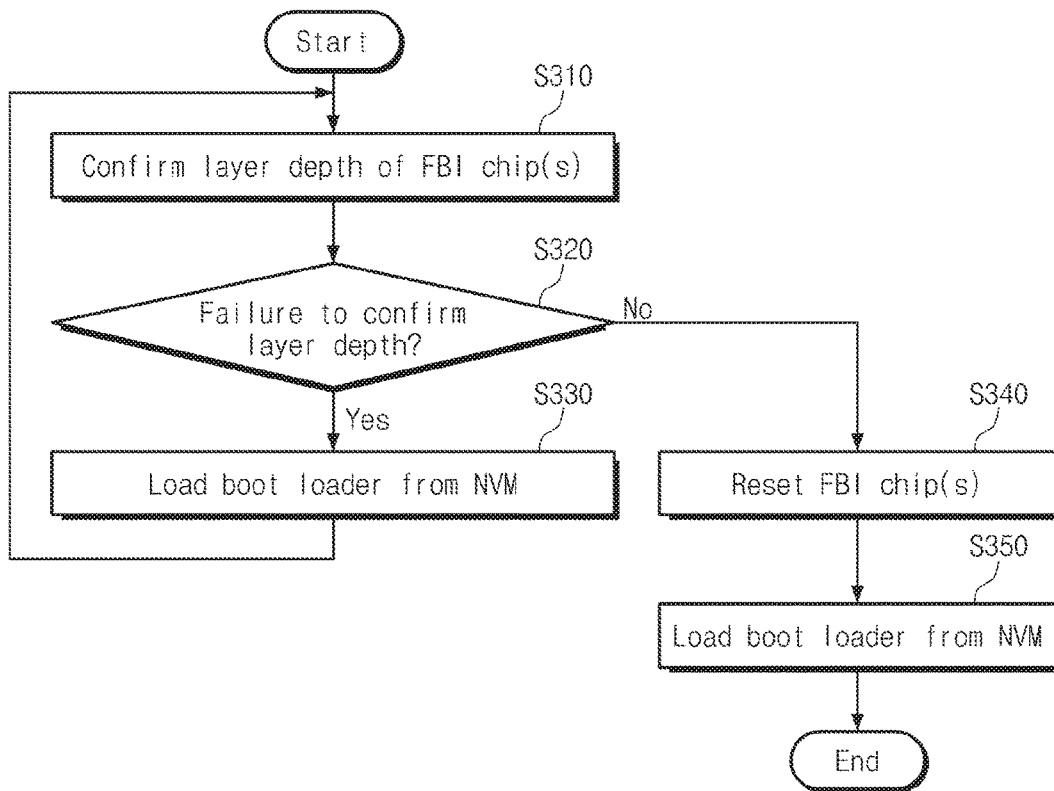 Start
S310
Confirm layer depth of FBI chip(s)
S320
Failure to confirm
layer depth?
No
Yes
S330
Load boot loader from NVM
S340
Reset FBI chip(s)
S350
Load boot loader from NVM
End